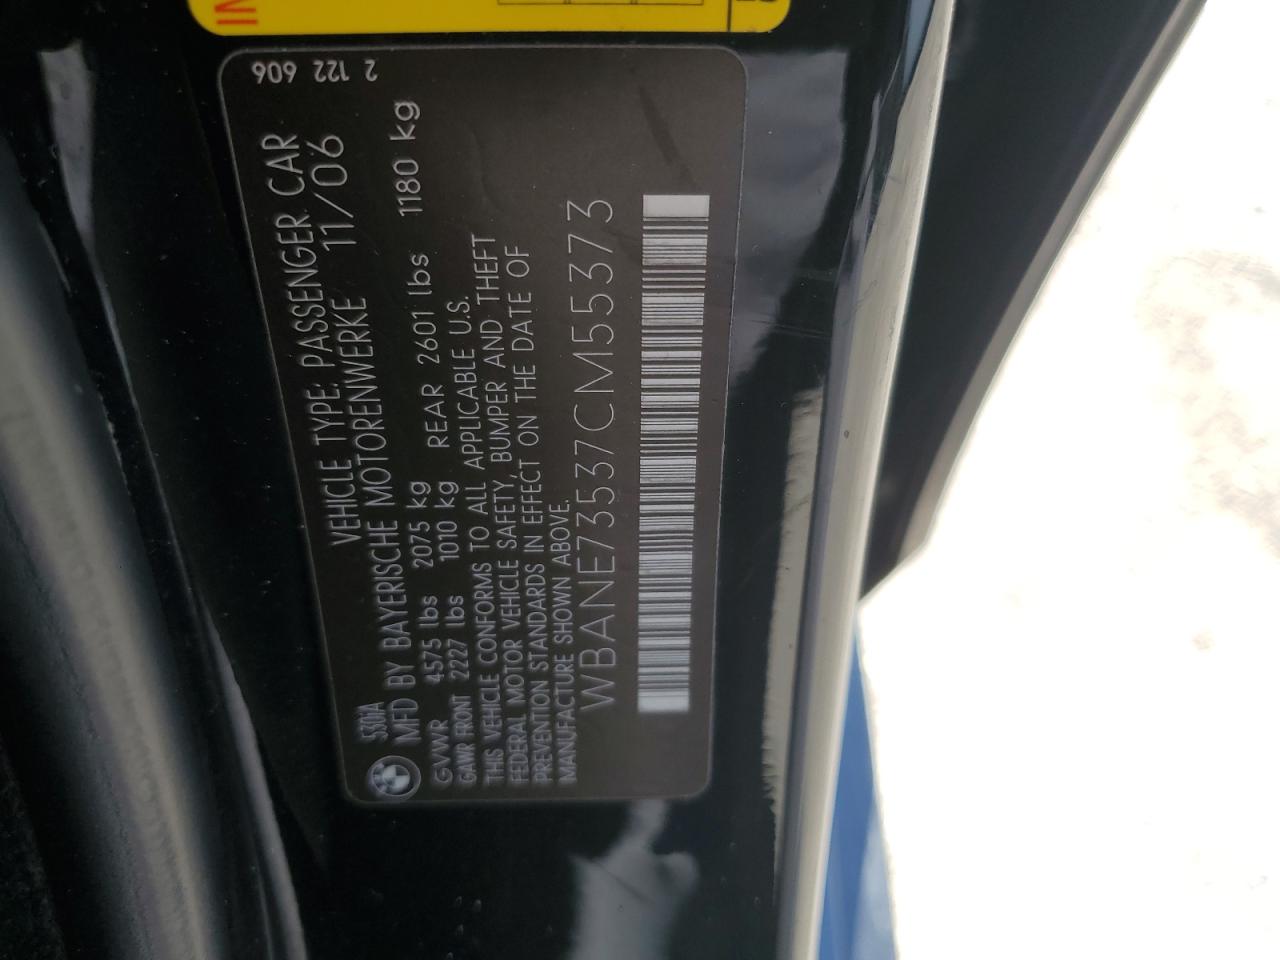 2 122 606
530iA VEHICLE TYPE: PASSENGER CAR
MFD BY BAYERISCHE MOTORENWERKE 11/06
GVWR 4575 lbs 2075 kg
GAWR FRONT 2227 lbs 1010 kg REAR 2601 lbs 1180 kg
THIS VEHICLE CONFORMS TO ALL APPLICABLE U.S.
FEDERAL MOTOR VEHICLE SAFETY, BUMPER AND THEFT
PREVENTION STANDARDS IN EFFECT ON THE DATE OF
MANUFACTURE SHOWN ABOVE.
WBANE73537CM55373